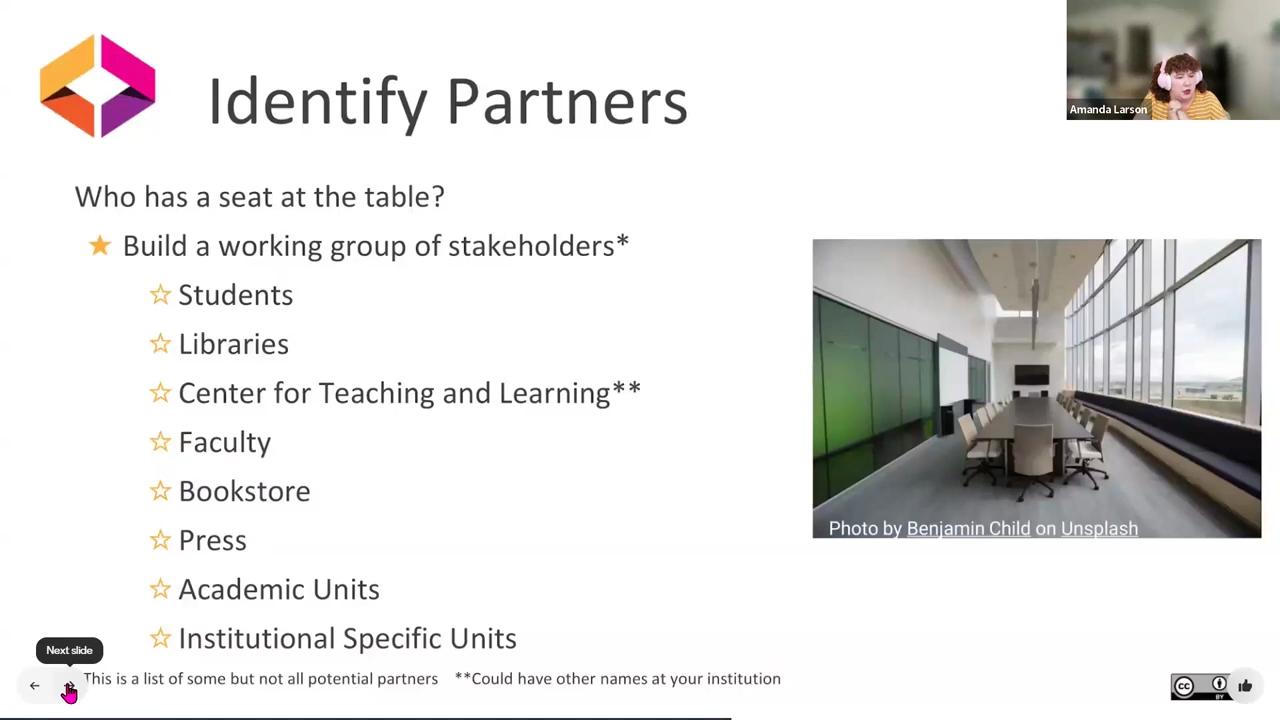 Identify Partners
Amanda Larson
Who has a seat at the table?
Build a working group of stakeholders*
Students
Libraries
Center for Teaching and Learning**
Faculty
Bookstore
Press
Academic Units
Institutional Specific Units
Photo by Benjamin Child on Unsplash
Next slide
This is a list of some but not all potential partners **Could have other names at your institution
CC
BY